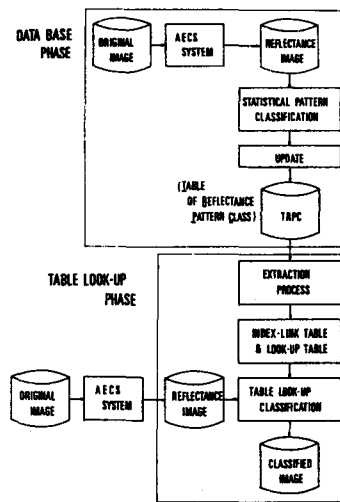 DATA BASE
PHASE
ORIGINAL
IMAGE
AECS
SYSTEM
REFLECTANCE
IMAGE
STATISTICAL PATTERN
CLASSIFICATION
UPDATE
(TABLE
OF REFLECTANCE
PATTERN CLASS)
TRPC
TABLE LOOK-UP
PHASE
EXTRACTION
PROCESS
INDEX-LINK TABLE
& LOOK-UP TABLE
ORIGINAL
IMAGE
AECS
SYSTEM
REFLECTANCE
IMAGE
TABLE LOOK-UP
CLASSIFICATION
CLASSIFIED
IMAGE